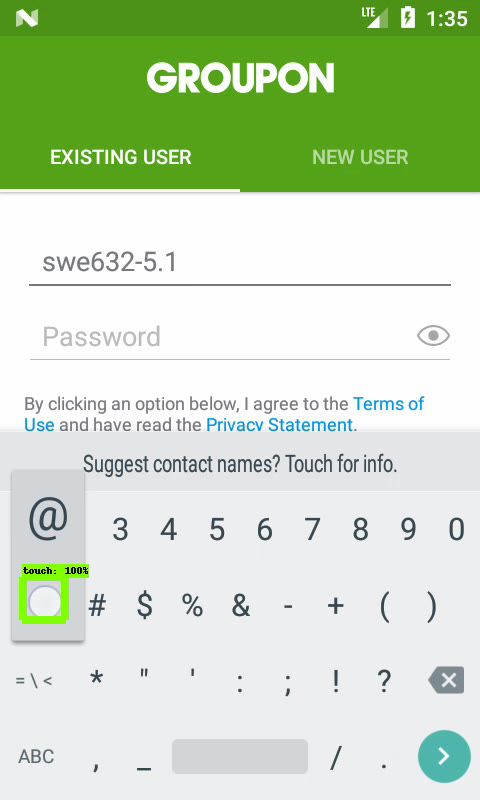 LTE 1:35
GROUPON
EXISTING USER NEW USER
swe632-5.1
Password
By clicking an option below, I agree to the Terms of
Use and have read the Privacy Statement.
Suggest contact names? Touch for info.
@ 3 4 5 6 7 8 9 0
touch: 100%
# $ % & - + ( )
= \ < * " ' : ; ! ?
ABC , _ / .